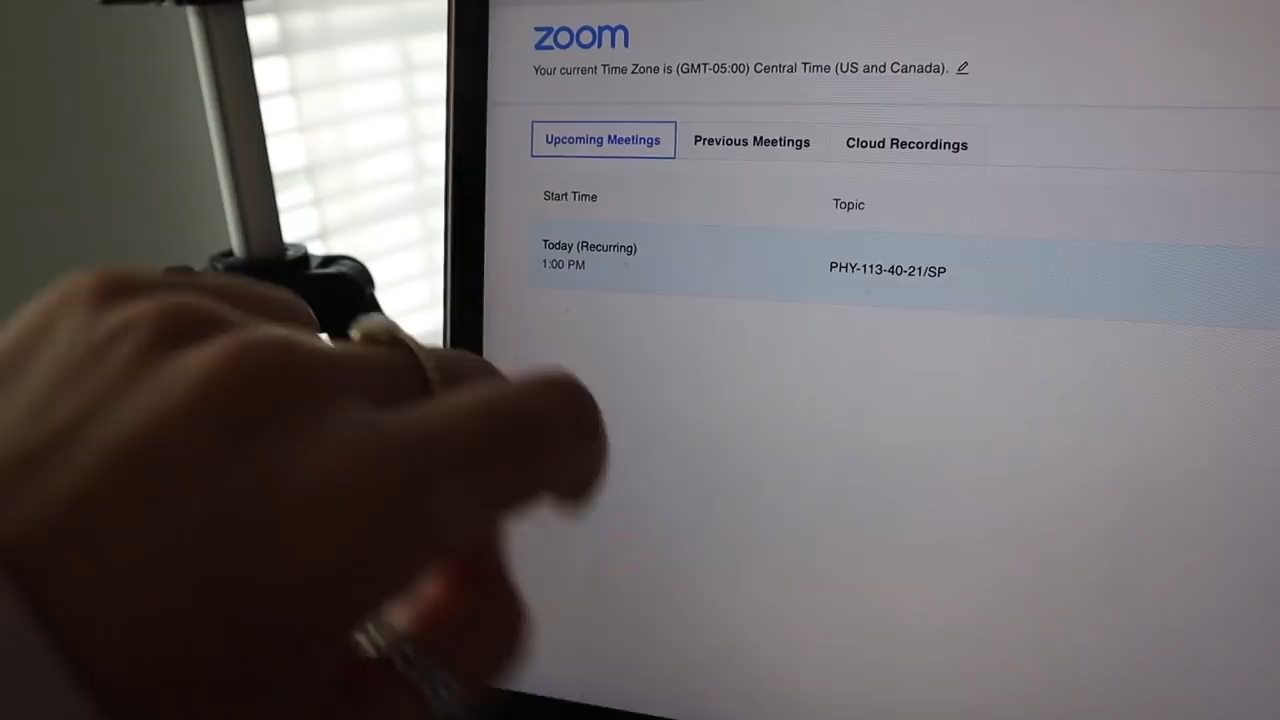 zoom
Your current Time Zone is (GMT-05:00) Central Time (US and Canada).
Upcoming Meetings Previous Meetings Cloud Recordings
Start Time Topic
Today (Recurring)
1:00 PM PHY-113-40-21/SP